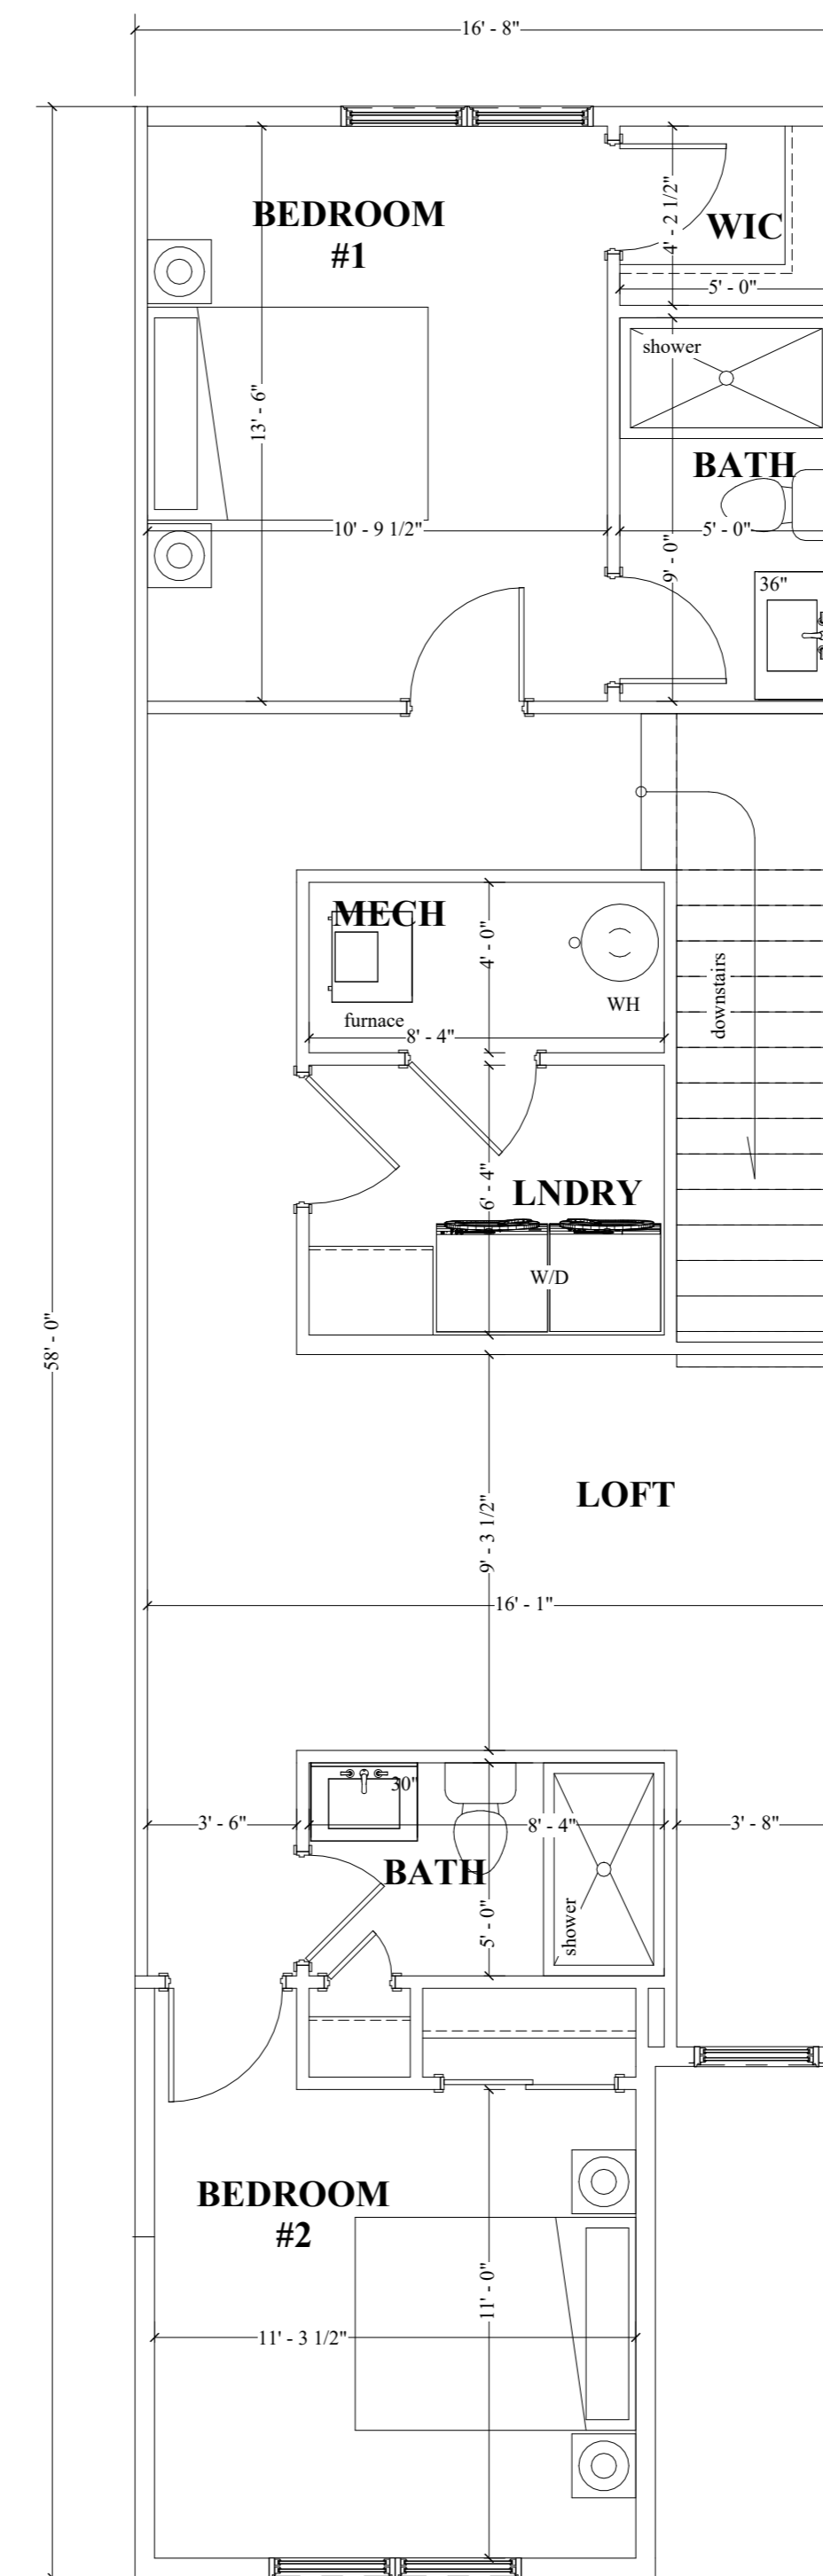 16' - 8"
BEDROOM
#1
4' - 2 1/2"
WIC
5' - 0"
shower
13' - 6"
BATH
10' - 9 1/2"
5' - 0"
9' - 0"
36"
MECH
4' - 0"
downstairs
WH
furnace
8' - 4"
6' - 4"
LNDRY
W/D
58' - 0"
LOFT
9' - 3 1/2"
16' - 1"
30"
3' - 6"
8' - 4"
3' - 8"
BATH
5' - 0"
shower
BEDROOM
#2
11' - 0"
11' - 3 1/2"